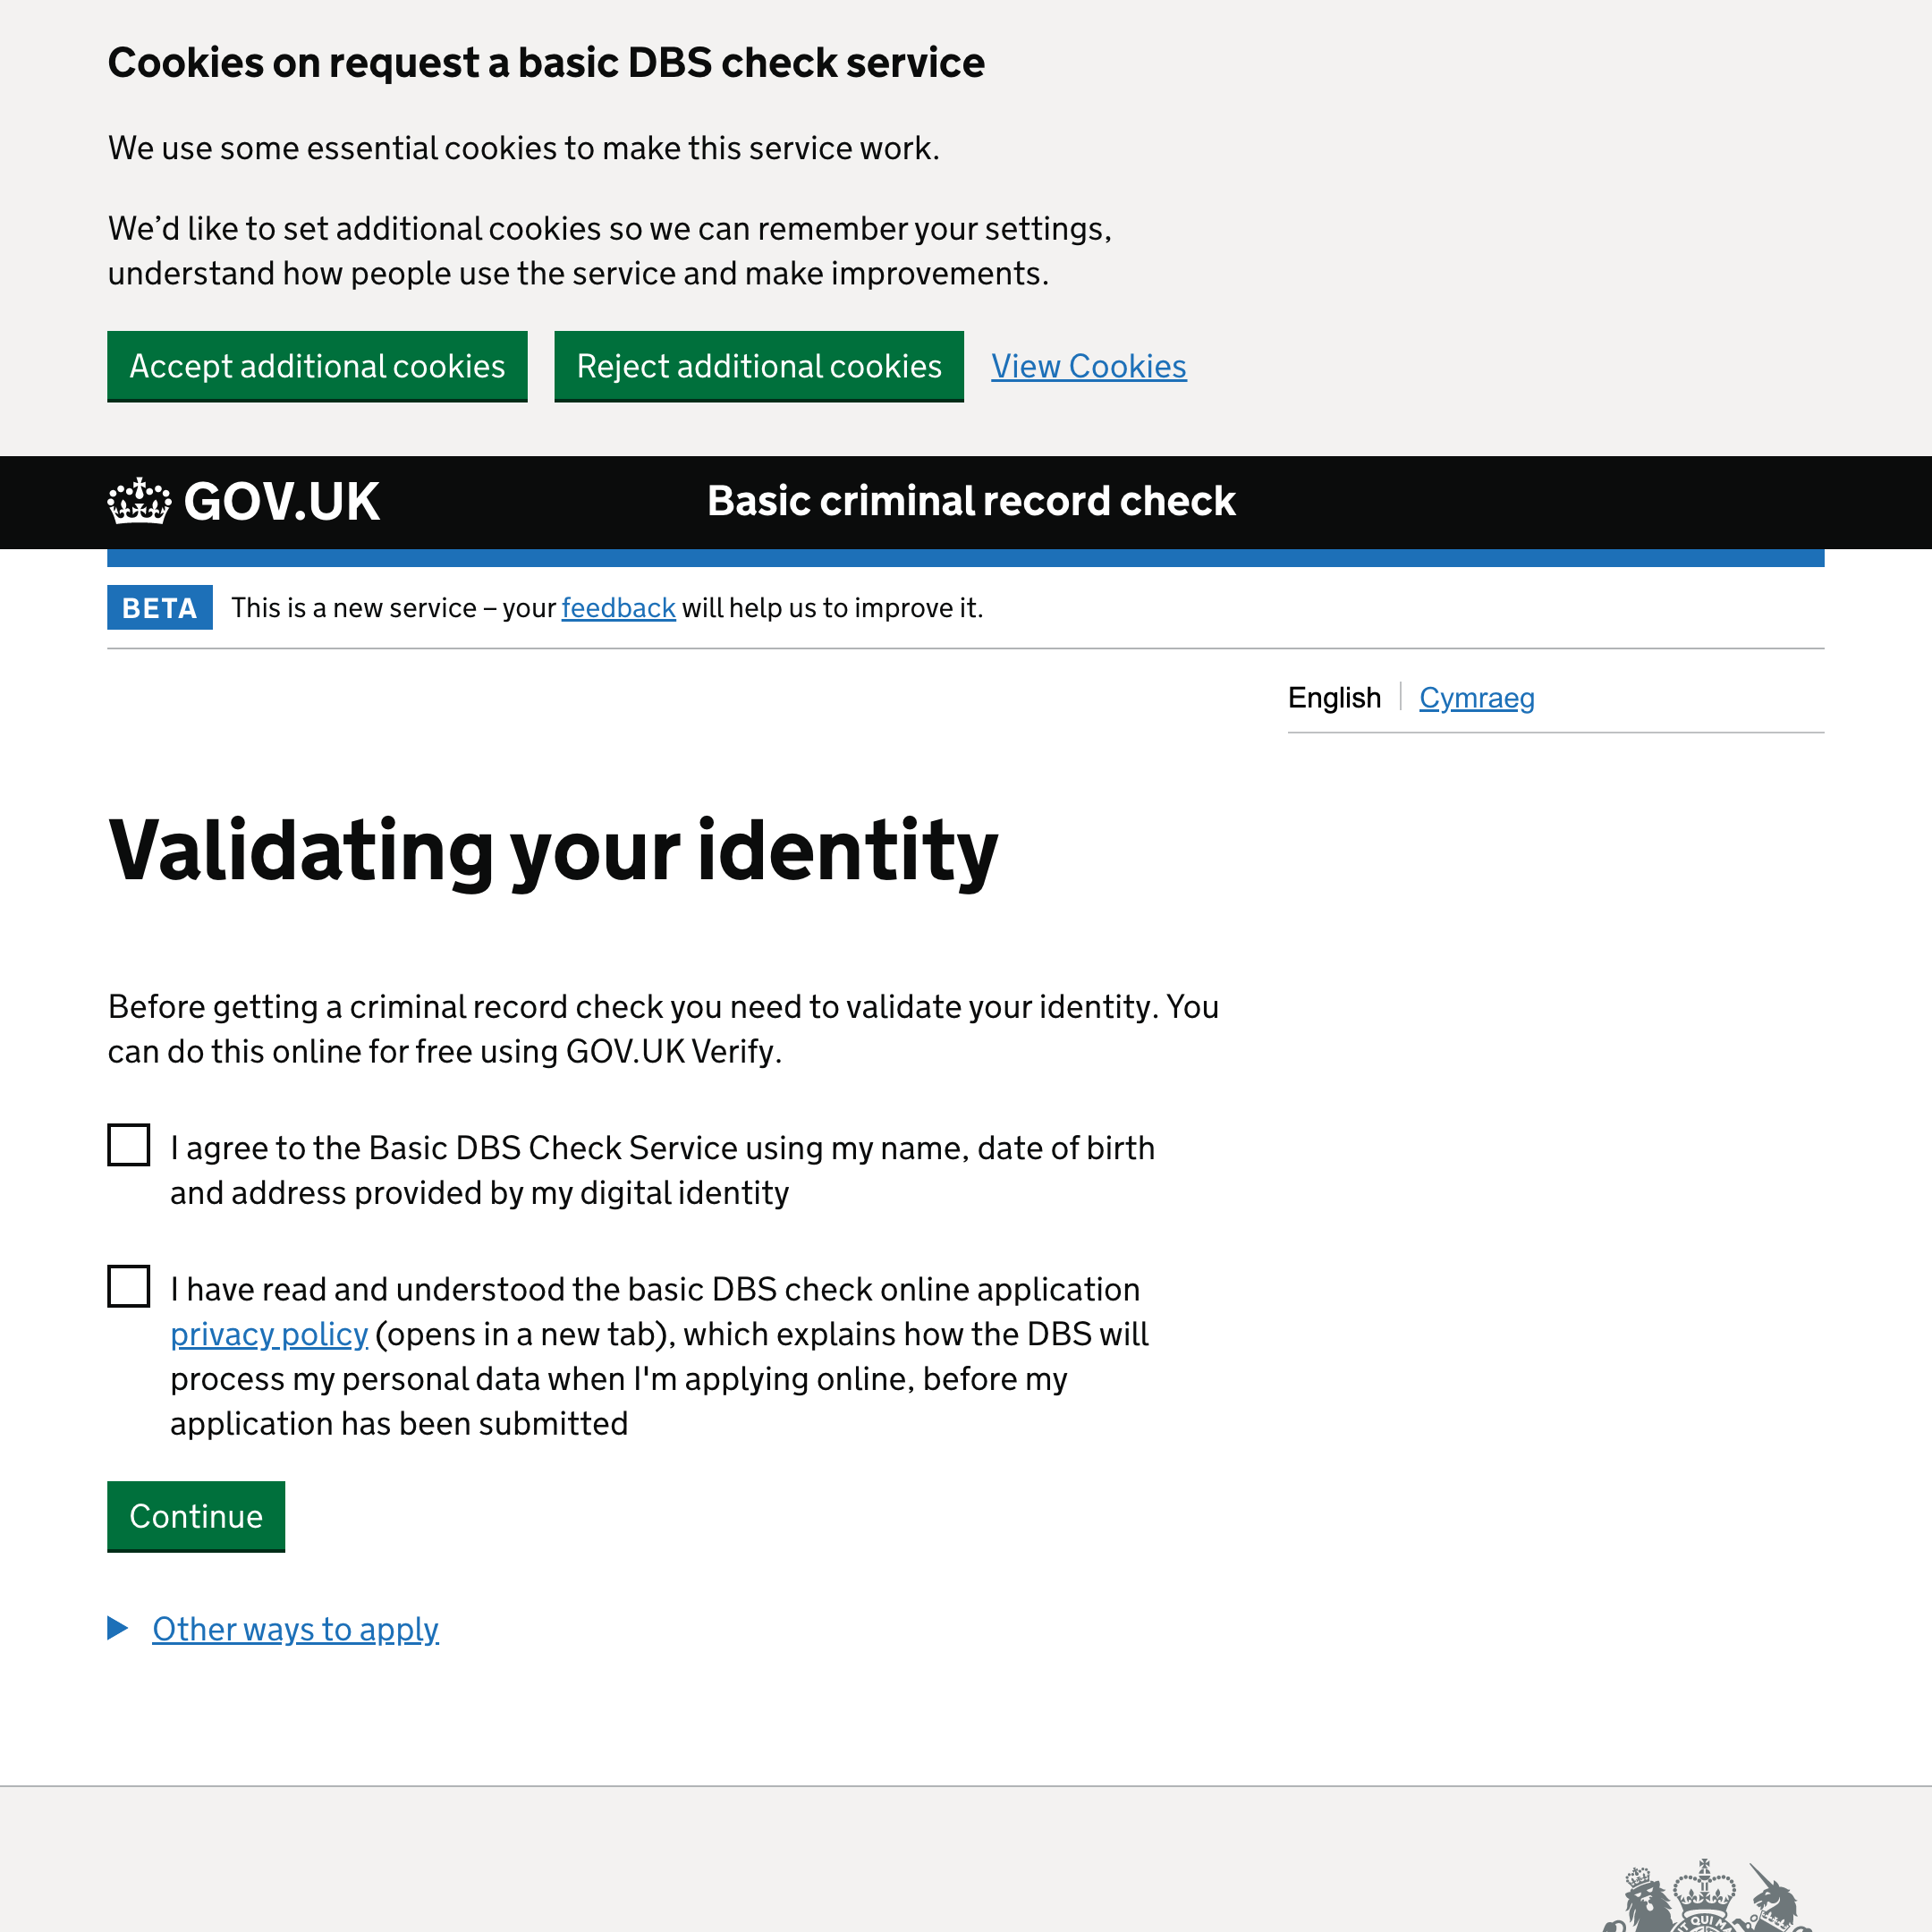 Cookies on request a basic DBS check service
We use some essential cookies to make this service work.
We’d like to set additional cookies so we can remember your settings,
understand how people use the service and make improvements.
Accept additional cookies Reject additional cookies View Cookies
GOV.UK Basic criminal record check
BETA This is a new service – your feedback will help us to improve it.
English Cymraeg
Validating your identity
Before getting a criminal record check you need to validate your identity. You
can do this online for free using GOV.UK Verify.
I agree to the Basic DBS Check Service using my name, date of birth
and address provided by my digital identity
I have read and understood the basic DBS check online application
privacy policy (opens in a new tab), which explains how the DBS will
process my personal data when I'm applying online, before my
application has been submitted
Continue
Other ways to apply
QUI